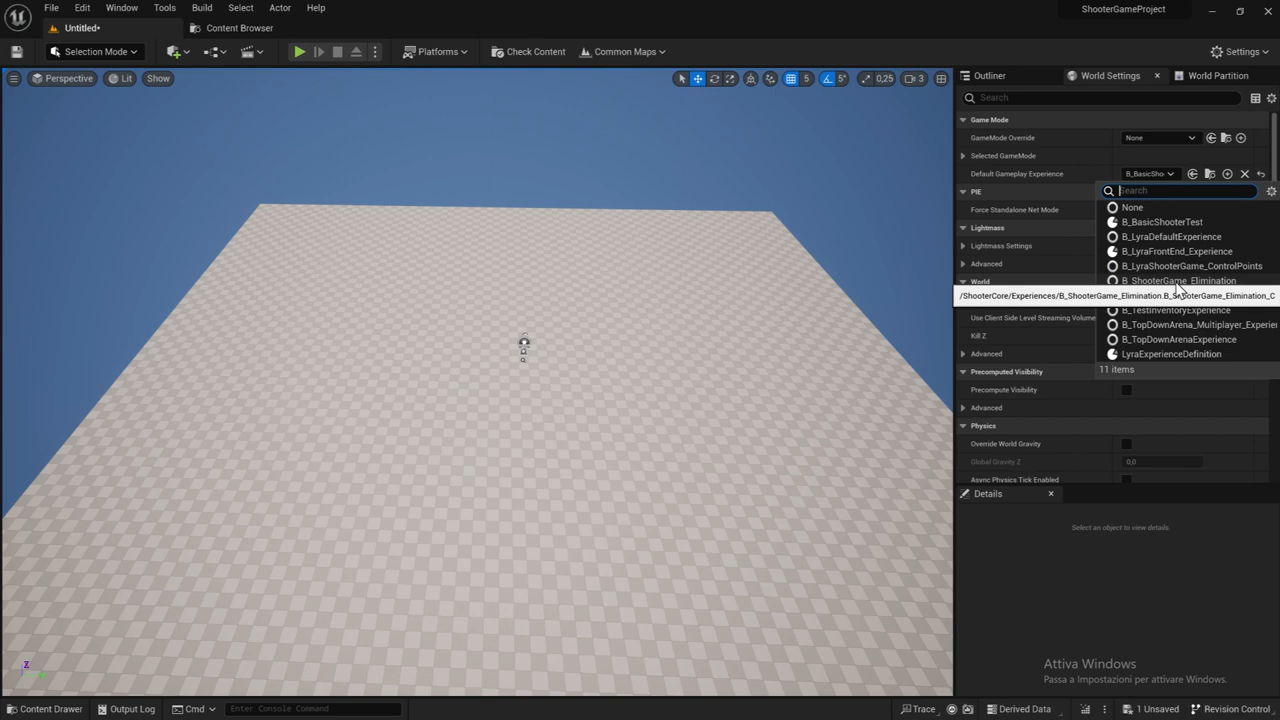 File Edit Window Tools Build Select Actor Help
ShooterGameProject
Untitled* Content Browser
Selection Mode Platforms Check Content Common Maps Settings
Perspective Lit Show 5 5° 0,25 3
Outliner World Settings World Partition
Search
Game Mode
GameMode Override None
Selected GameMode
Default Gameplay Experience B_BasicSho
PIE
Search
Force Standalone Net Mode
None
Lightmass
B_BasicShooterTest
B_LyraDefaultExperience
Lightmass Settings
B_LyraFrontEnd_Experience
Advanced
B_LyraShooterGame_ControlPoints
World
B_ShooterGame_Elimination
/ShooterCore/Experiences/B_ShooterGame_Elimination.B_ShooterGame_Elimination_C
B_TestInventoryExperience
Use Client Side Level Streaming Volume
B_TopDownArena_Multiplayer_Experie
Kill Z
B_TopDownArenaExperience
Advanced
LyraExperienceDefinition
Precomputed Visibility
11 items
Precompute Visibility
Advanced
Physics
Override World Gravity
Global Gravity Z 0,0
Async Physics Tick Enabled
Details
Select an object to view details.
Z
Attiva Windows
Passa a Impostazioni per attivare Windows.
Content Drawer Output Log Cmd Enter Console Command Trace Derived Data 1 Unsaved Revision Control